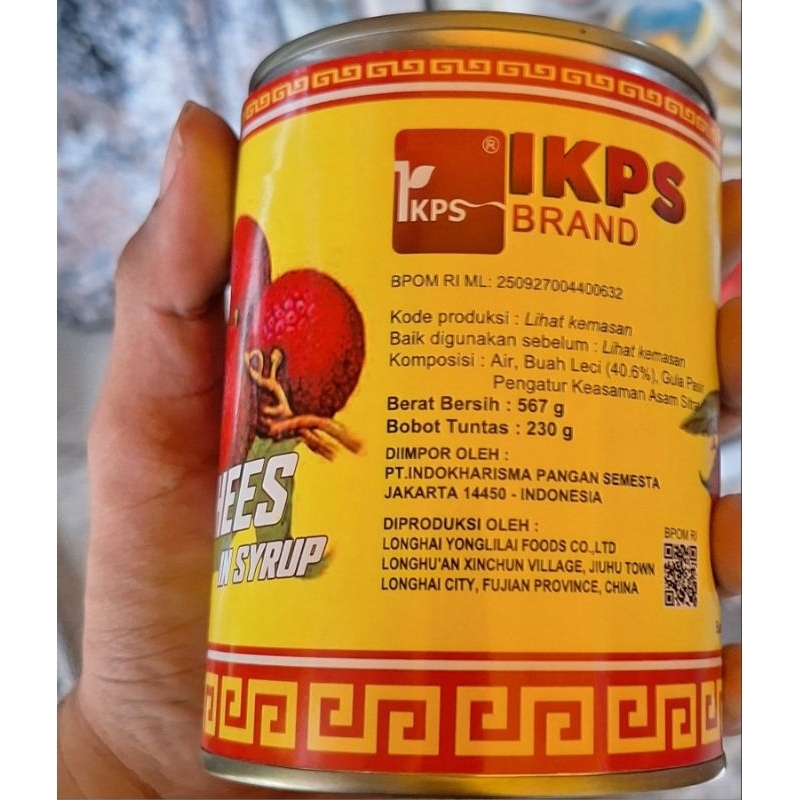 IKPS
BRAND
®
KPS
BPOM RI ML: 250927004400632
Kode produksi : Lihat kemasan
Baik digunakan sebelum : Lihat kemasan
Komposisi : Air, Buah Leci (40.6%), Gula
Pengatur Keasaman Asam
Berat Bersih : 567 g
Bobot Tuntas : 230 g
DIIMPOR OLEH :
PT.INDOKHARISMA PANGAN SEMESTA
JAKARTA 14450 - INDONESIA
DIPRODUKSI OLEH :
LONGHAI YONGLILAI FOODS CO.,LTD
LONGHU'AN XINCHUN VILLAGE, JIUHU TOWN
LONGHAI CITY, FUJIAN PROVINCE, CHINA
BPOM RI
HEES
IN SYRUP